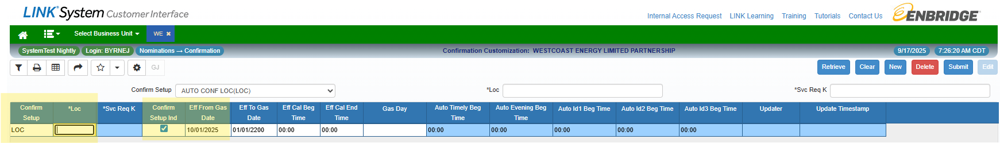 LINK® System Customer Interface
Internal Access Request LINK Learning Training Tutorials Contact Us ENBRIDGE®
Select Business Unit WE ×
SystemTest Nightly Login: BYRNEJ Nominations → Confirmation Confirmation Customization: WESTCOAST ENERGY LIMITED PARTNERSHIP 9/17/2025 7:26:20 AM CDT
GJ Retrieve Clear New Delete Submit Edit
Confirm Setup AUTO CONF LOC(LOC) *Loc *Svc Req K
Confirm Setup *Loc *Svc Req K Confirm Setup Ind Eff From Gas Date Eff To Gas Date Eff Cal Beg Time Eff Cal End Time Gas Day Auto Timely Beg Time Auto Evening Beg Time Auto Id1 Beg Time Auto Id2 Beg Time Auto Id3 Beg Time Updater Update Timestamp
LOC 10/01/2025 01/01/2200 00:00 00:00 00:00 00:00 00:00 00:00 00:00